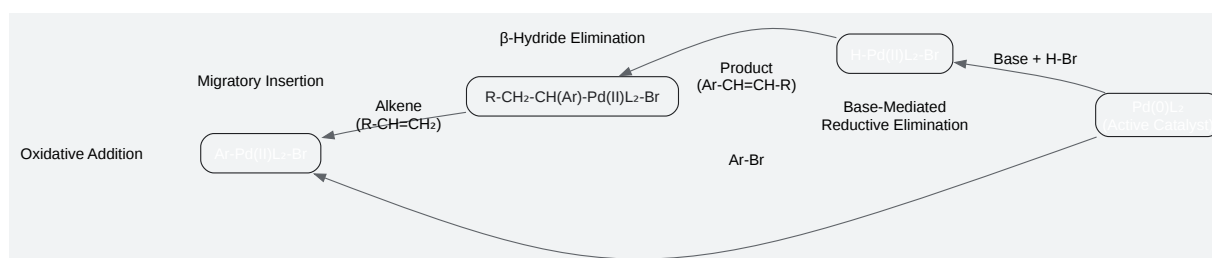 β-Hydride Elimination
H-Pd(II)L₂-Br
Base + H-Br
Product
(Ar-CH=CH-R)
Migratory Insertion
R-CH₂-CH(Ar)-Pd(II)L₂-Br
Alkene
(R-CH=CH₂)
Base-Mediated
Reductive Elimination
Pd(0)L₂
(Active Catalyst)
Oxidative Addition
Ar-Pd(II)L₂-Br
Ar-Br